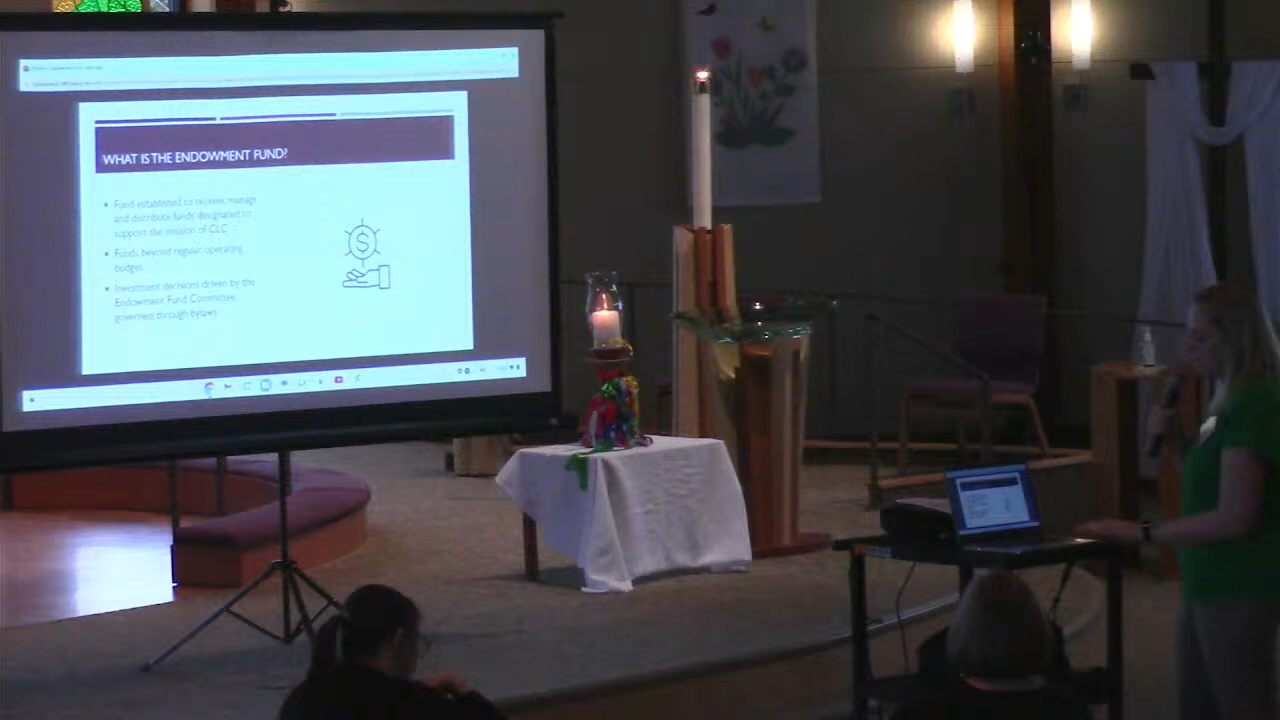 WHAT IS THE ENDOWMENT FUND?
Fund established to receive, manage
and distribute funds designated to
support the mission of CLC
Funds beyond regular operating
budges
Investment decisions driven by the
Endowment Fund Committee,
governed through bylaws